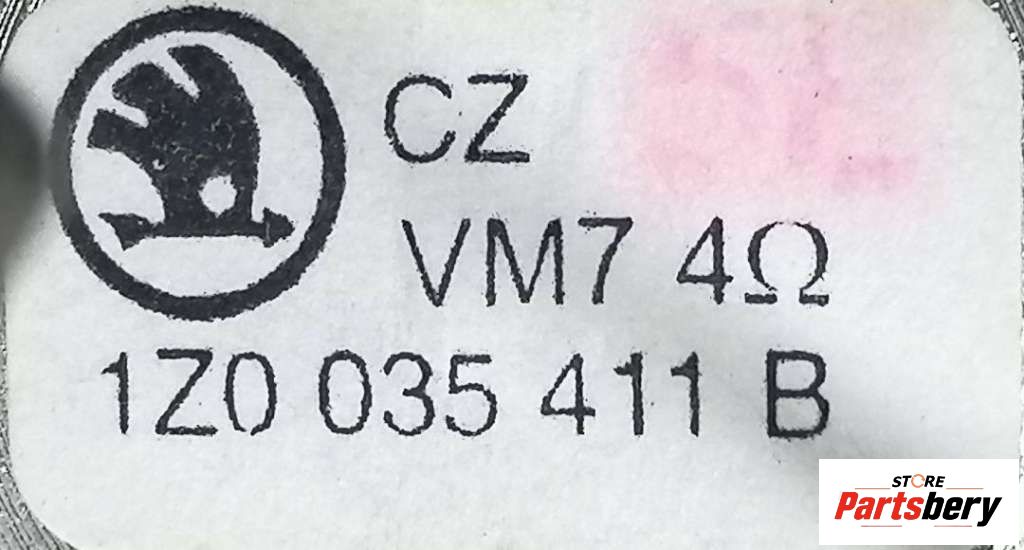 CZ
VM7 4Ω
1Z0 035 411 B
STORE
Partsbery